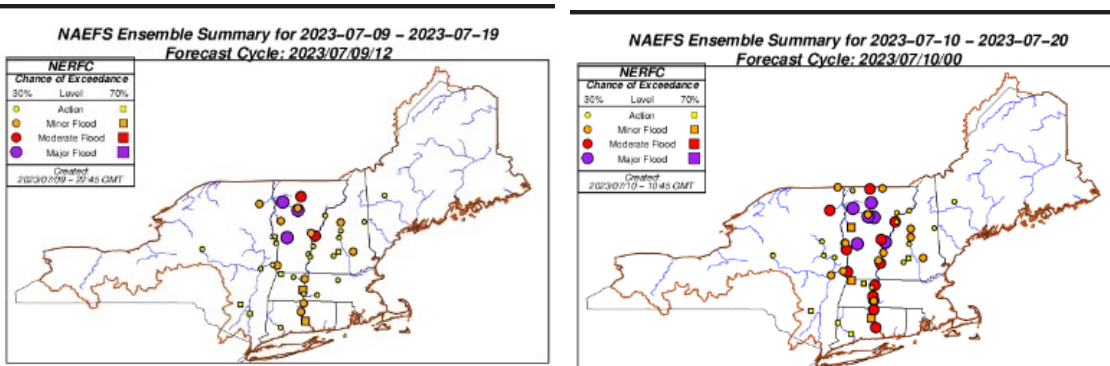 NAEFS Ensemble Summary for 2023-07-09 - 2023-07-19
Forecast Cycle: 2023/07/09/12
NERFC
Chance of Exceedance
30% Level 70%
Action
Minor Flood
Moderate Flood
Major Flood
Created:
2023/07/09 - 22:45 GMT
NAEFS Ensemble Summary for 2023-07-10 - 2023-07-20
Forecast Cycle: 2023/07/10/00
NERFC
Chance of Exceedance
30% Level 70%
Action
Minor Flood
Moderate Flood
Major Flood
Created:
2023/07/10 - 10:45 GMT